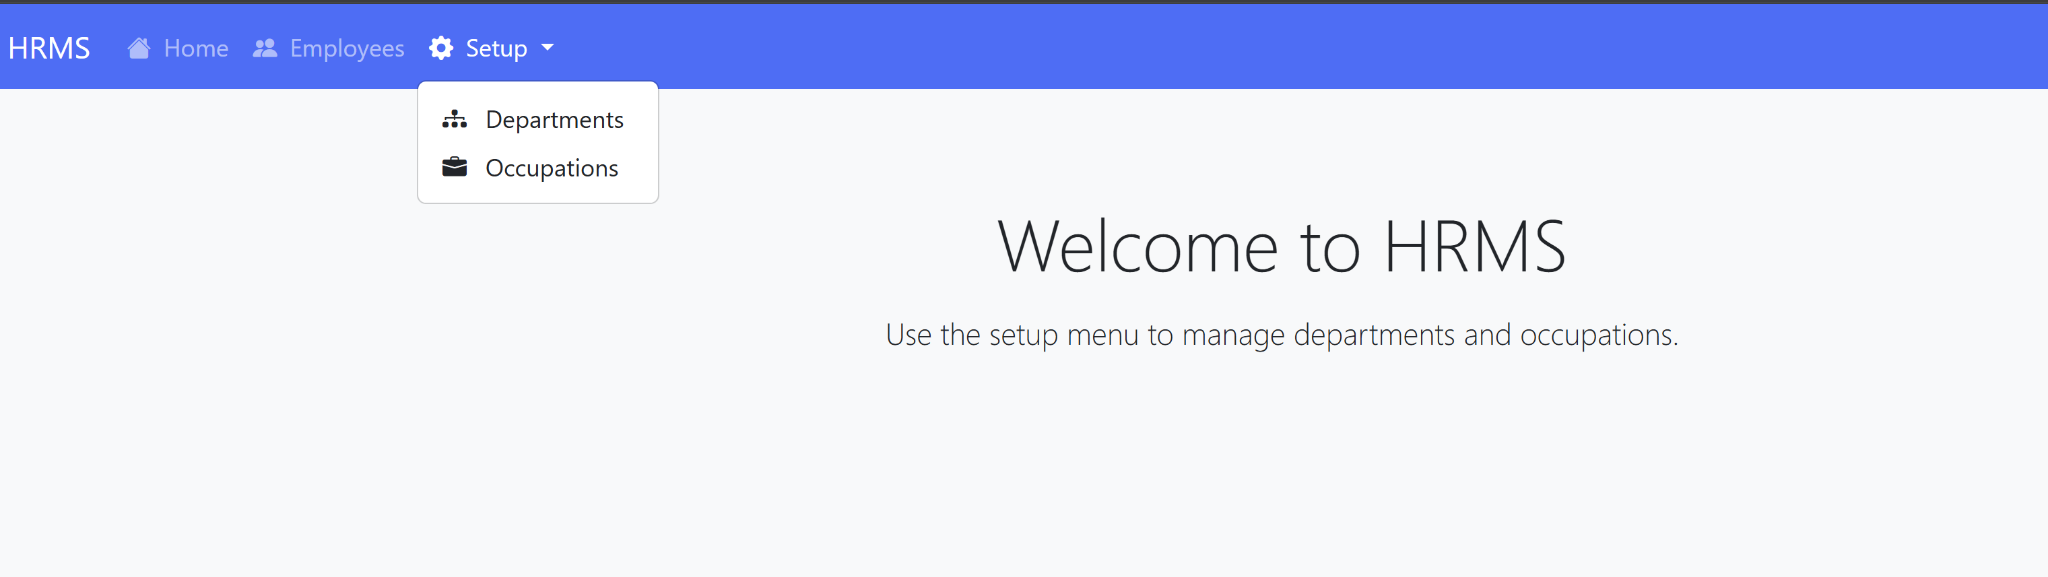 HRMS Home Employees Setup
Departments
Occupations
Welcome to HRMS
Use the setup menu to manage departments and occupations.